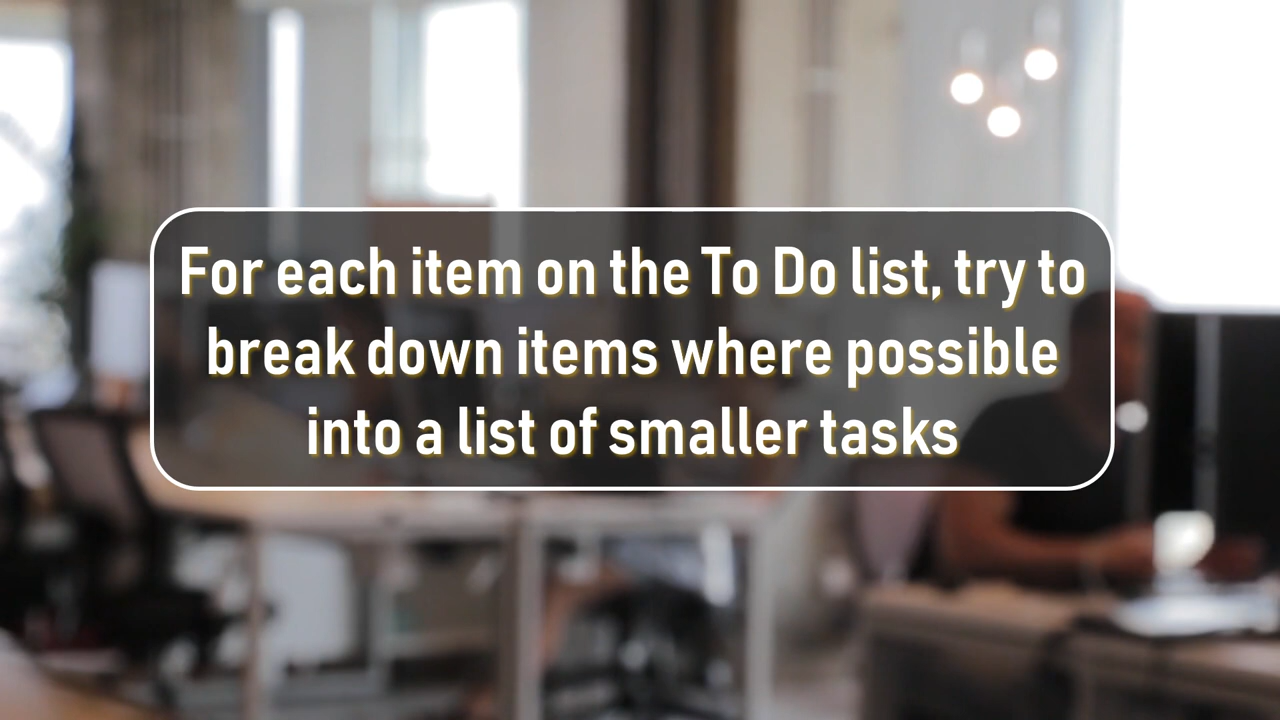 For each item on the To Do list, try to
break down items where possible
into a list of smaller tasks